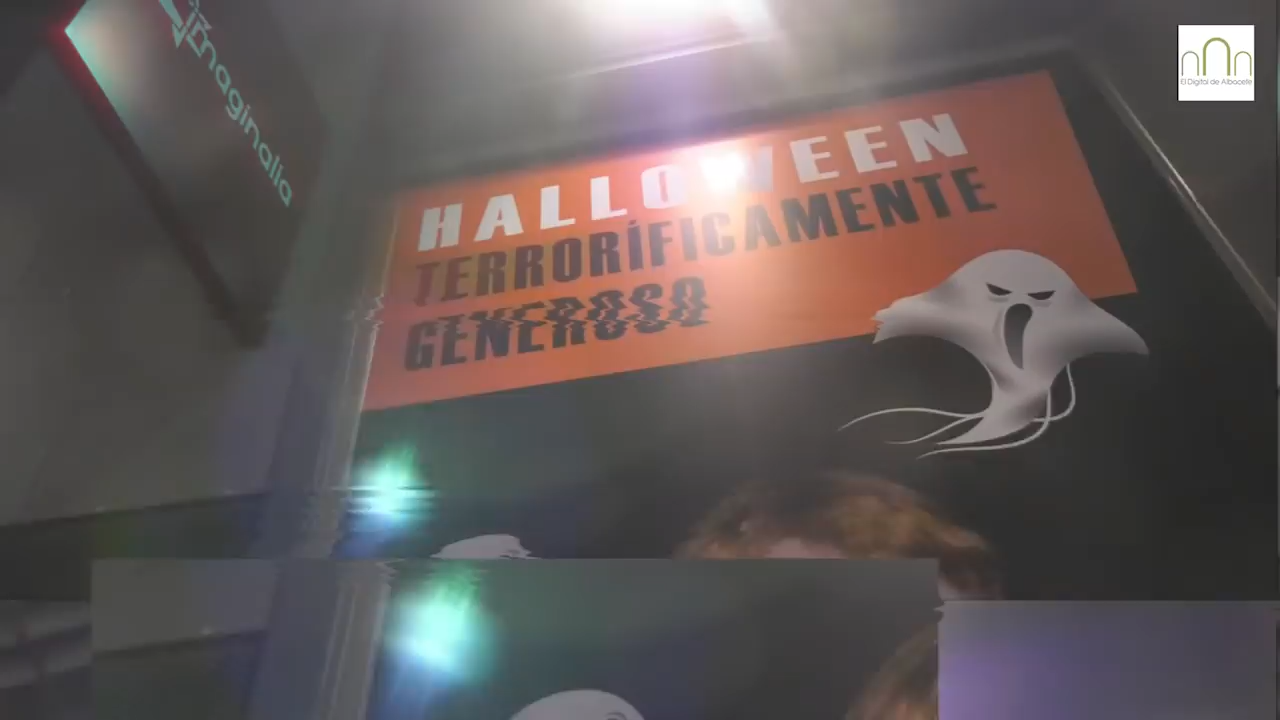 imaginalia
El Digital de Albacete
HALLOWEEN
TERRORÍFICAMENTE
GENEROSO